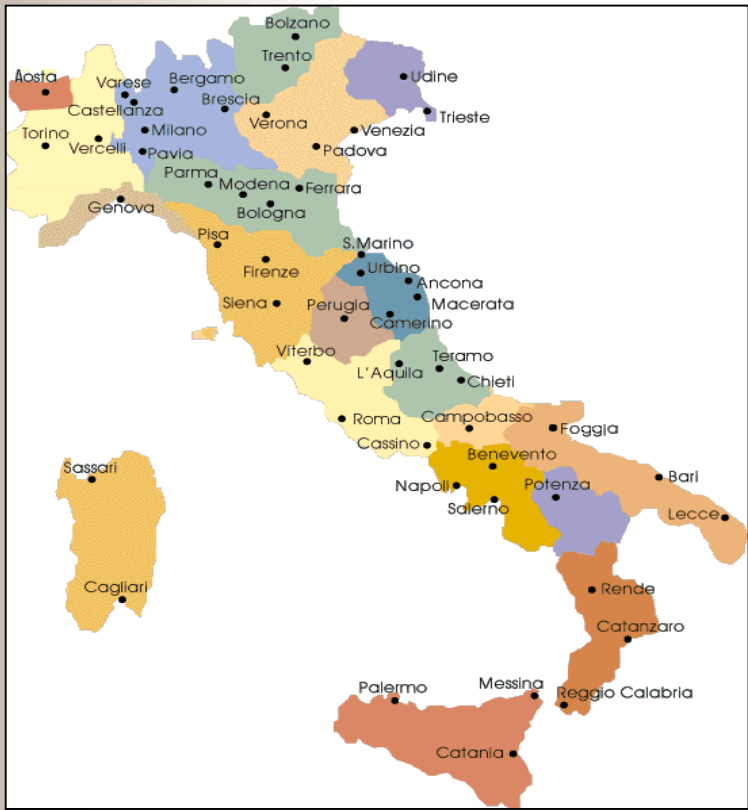 Bolzano
Trento
Aosta
Varese
Bergamo
Udine
Castellanza
Brescia
Trieste
Verona
Torino
Milano
Venezia
Vercelli
Pavia
Padova
Parma
Modena
Ferrara
Genova
Bologna
Pisa
S.Marino
Firenze
Urbino
Ancona
Siena
Perugia
Macerata
Camerino
Viterbo
Teramo
L'Aquila
Chieti
Roma
Campobasso
Foggia
Cassino
Benevento
Sassari
Bari
Napoli
Potenza
Salerno
Lecce
Cagliari
Rende
Catanzaro
Palermo
Messina
Reggio Calabria
Catania